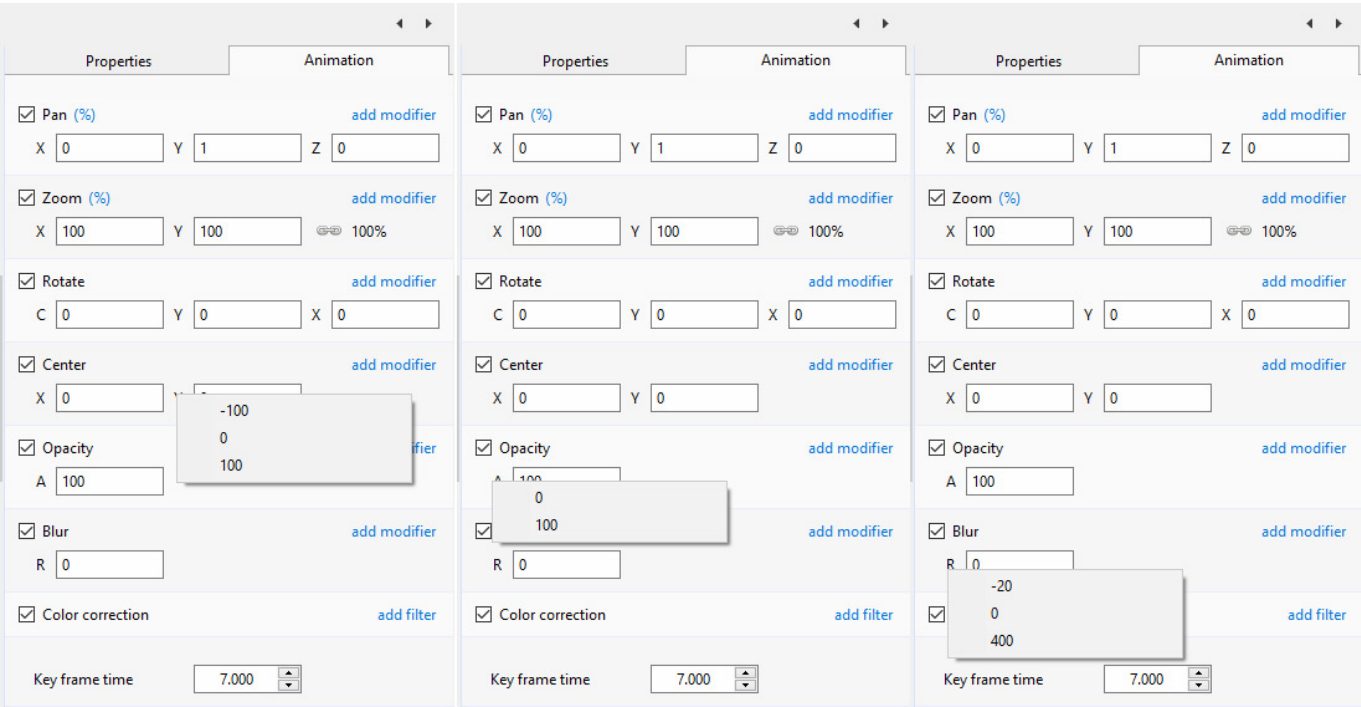 Properties Animation
Pan (%) add modifier
X 0 Y 1 Z 0
Zoom (%) add modifier
X 100 Y 100 100%
Rotate add modifier
C 0 Y 0 X 0
Center add modifier
X 0
-100
0
100
Opacity
A 100
Blur add modifier
R 0
Color correction add filter
Key frame time 7.000
Properties Animation
Pan (%) add modifier
X 0 Y 1 Z 0
Zoom (%) add modifier
X 100 Y 100 100%
Rotate add modifier
C 0 Y 0 X 0
Center add modifier
X 0 Y 0
Opacity add modifier
A 100
0
100
add modifier
R 0
Color correction add filter
Key frame time 7.000
Properties Animation
Pan (%) add modifier
X 0 Y 1 Z 0
Zoom (%) add modifier
X 100 Y 100 100%
Rotate add modifier
C 0 Y 0 X 0
Center add modifier
X 0 Y 0
Opacity add modifier
A 100
Blur add modifier
R 0
-20
0
400
add filter
Key frame time 7.000